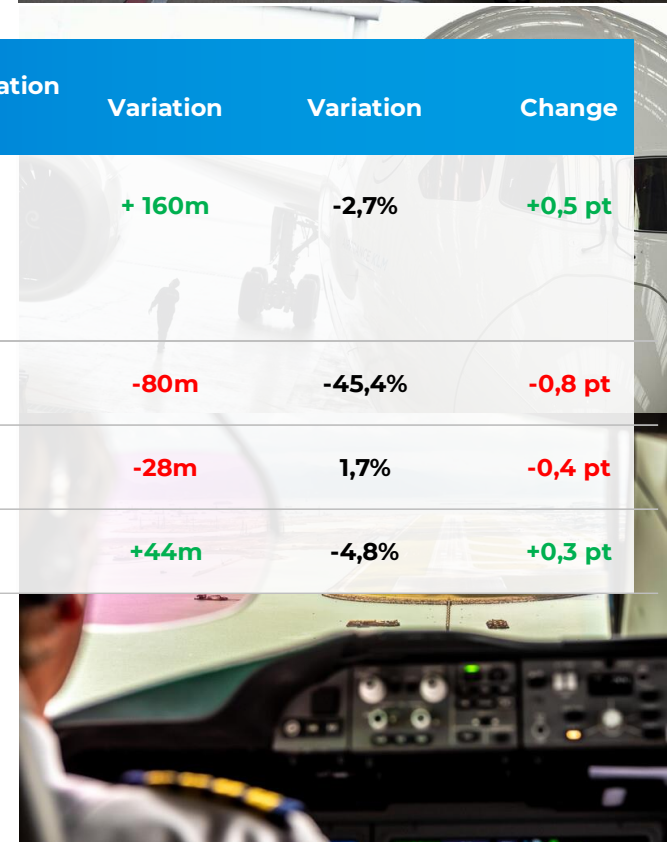 ation
Variation Variation Change
+ 160m -2,7% +0,5 pt
-80m -45,4% -0,8 pt
-28m 1,7% -0,4 pt
+44m -4,8% +0,3 pt